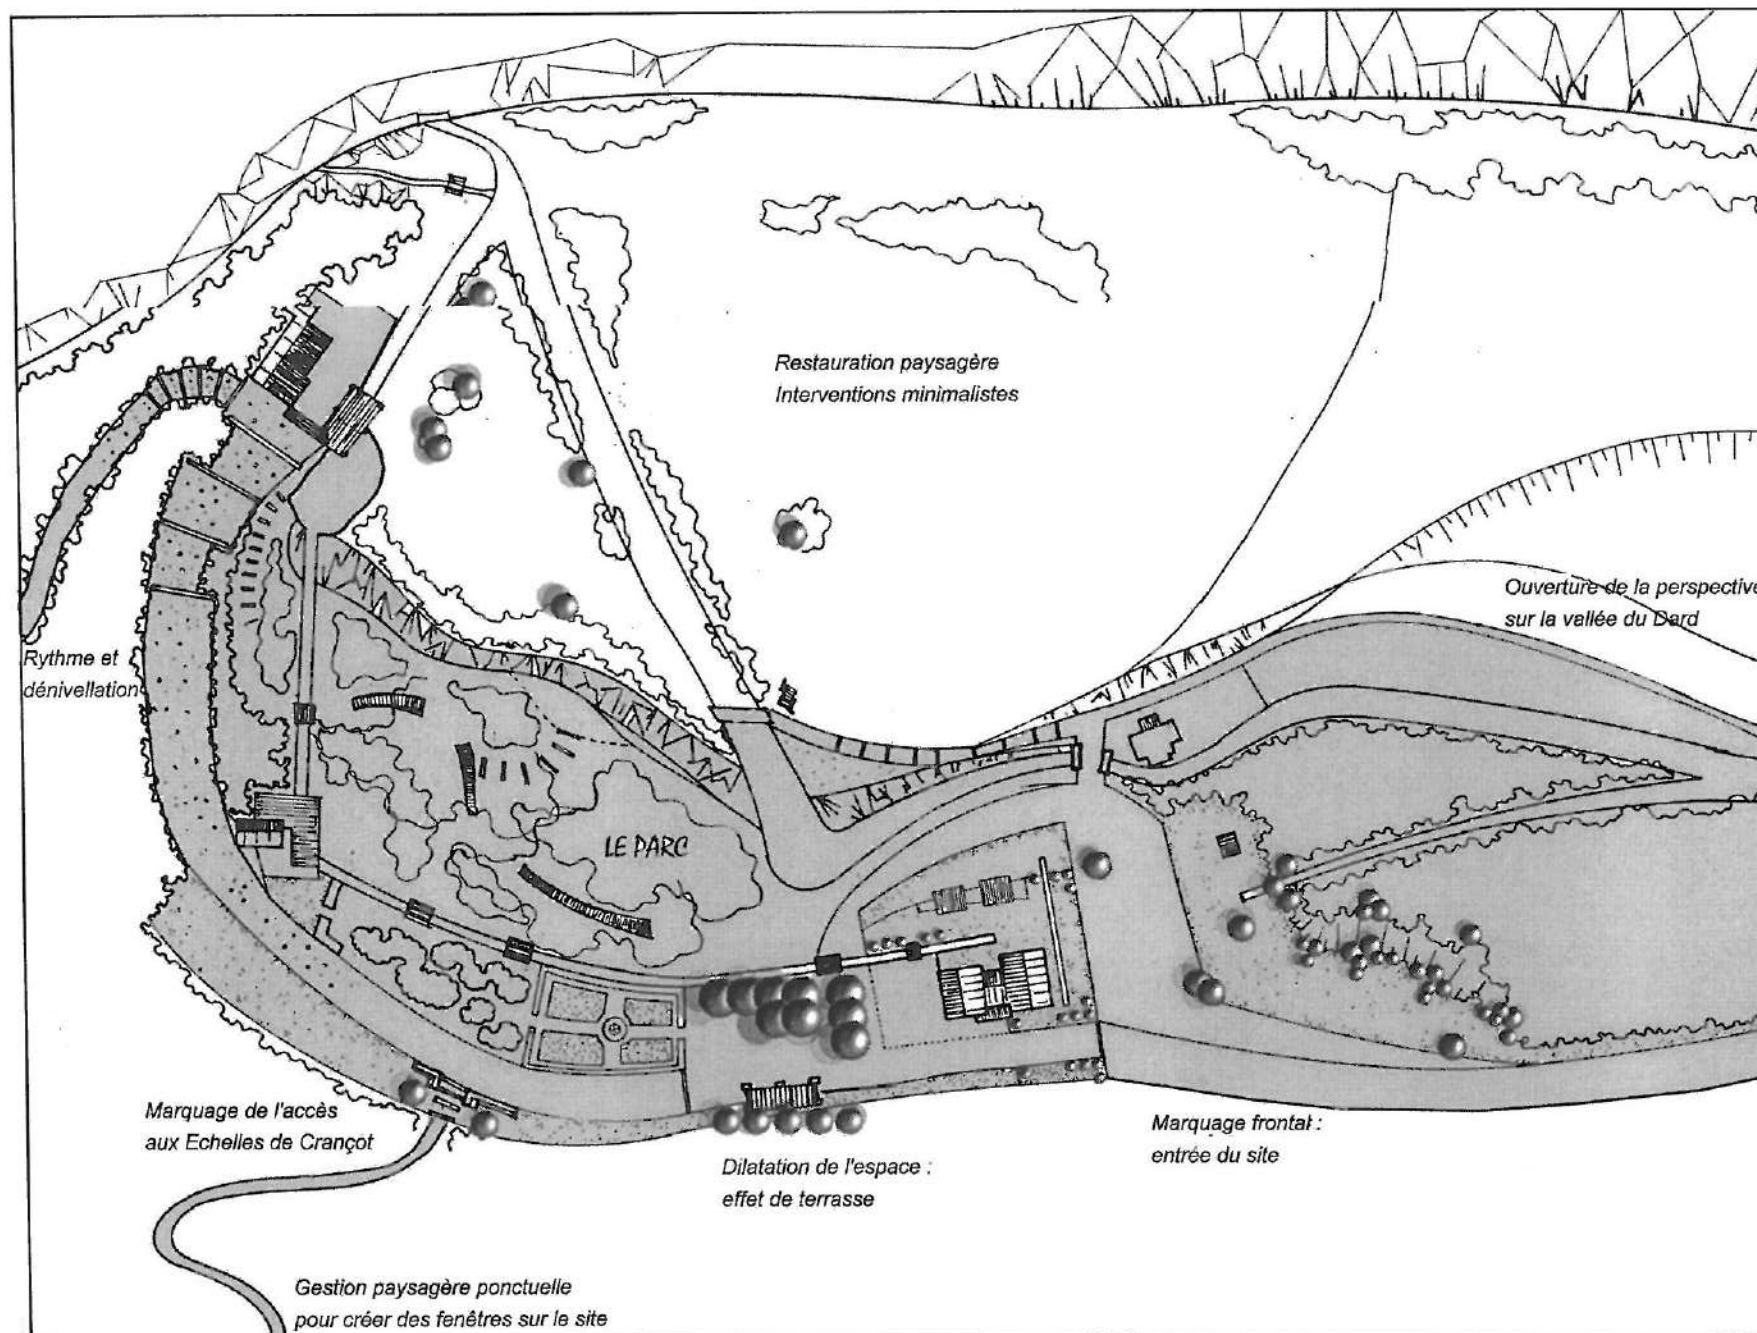 Restauration paysagère
Interventions minimalistes
Ouverture de la perspective
sur la vallée du Dard
Rythme et
dénivellation
LE PARC
Marquage de l'accès
aux Echelles de Crançot
Marquage frontal :
entrée du site
Dilatation de l'espace :
effet de terrasse
Gestion paysagère ponctuelle
pour créer des fenêtres sur le site